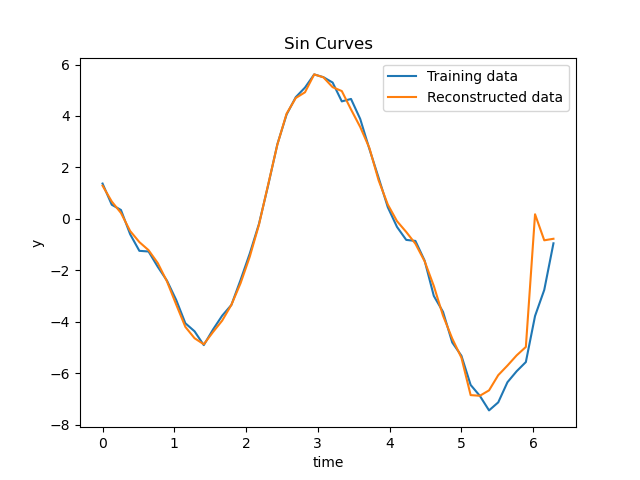 Sin Curves
Training data
Reconstructed data
6
4
2
0
−2
−4
−6
−8
y
0 1 2 3 4 5 6
time